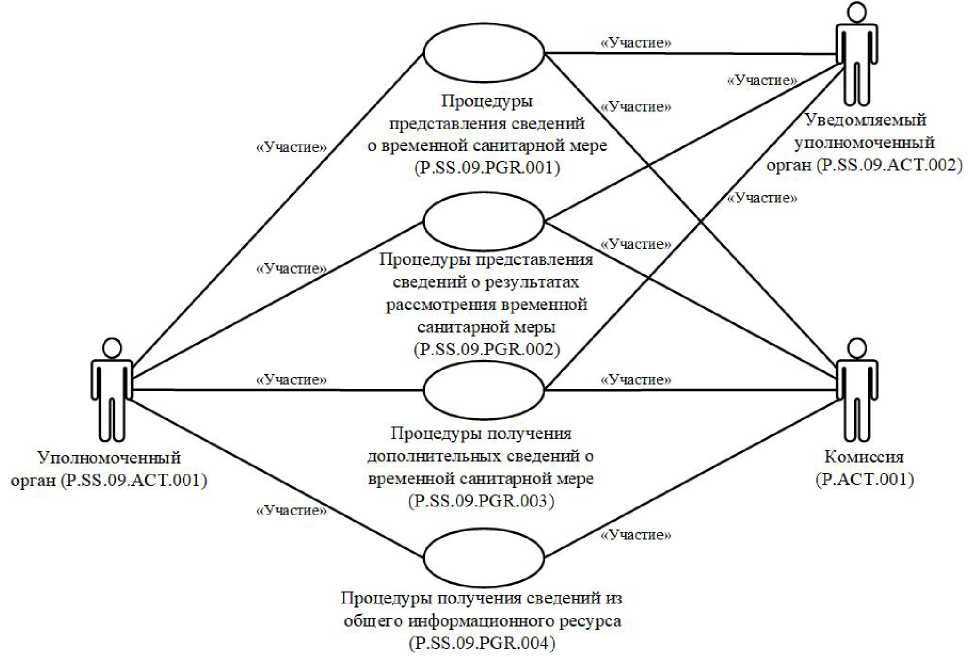 «Участие»
«Участие»
Процедуры
представления сведений
о временной санитарной мере
(P.SS.09.PGR.001)
«Участие»
Уведомляемый
уполномоченный
орган (P.SS.09.ACT.002)
«Участие»
«Участие»
«Участие»
«Участие»
Процедуры представления
сведений о результатах
рассмотрения временной
санитарной меры
(P.SS.09.PGR.002)
«Участие»
«Участие»
«Участие»
Процедуры получения
дополнительных сведений о
временной санитарной мере
(P.SS.09.PGR.003)
Уполномоченный
орган (P.SS.09.ACT.001)
Комиссия
(P.ACT.001)
«Участие»
«Участие»
Процедуры получения сведений из
общего информационного ресурса
(P.SS.09.PGR.004)